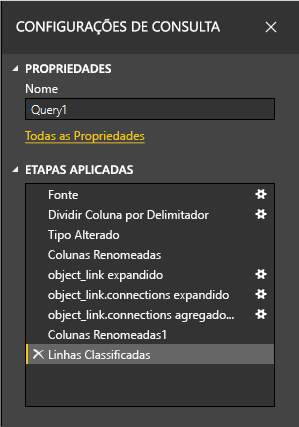 CONFIGURAÇÕES DE CONSULTA
PROPRIEDADES
Nome
Query1
Todas as Propriedades
ETAPAS APLICADAS
Fonte
Dividir Coluna por Delimitador
Tipo Alterado
Colunas Renomeadas
object_link expandido
object_link.connections expandido
object_link.connections agregado...
Colunas Renomeadas1
Linhas Classificadas